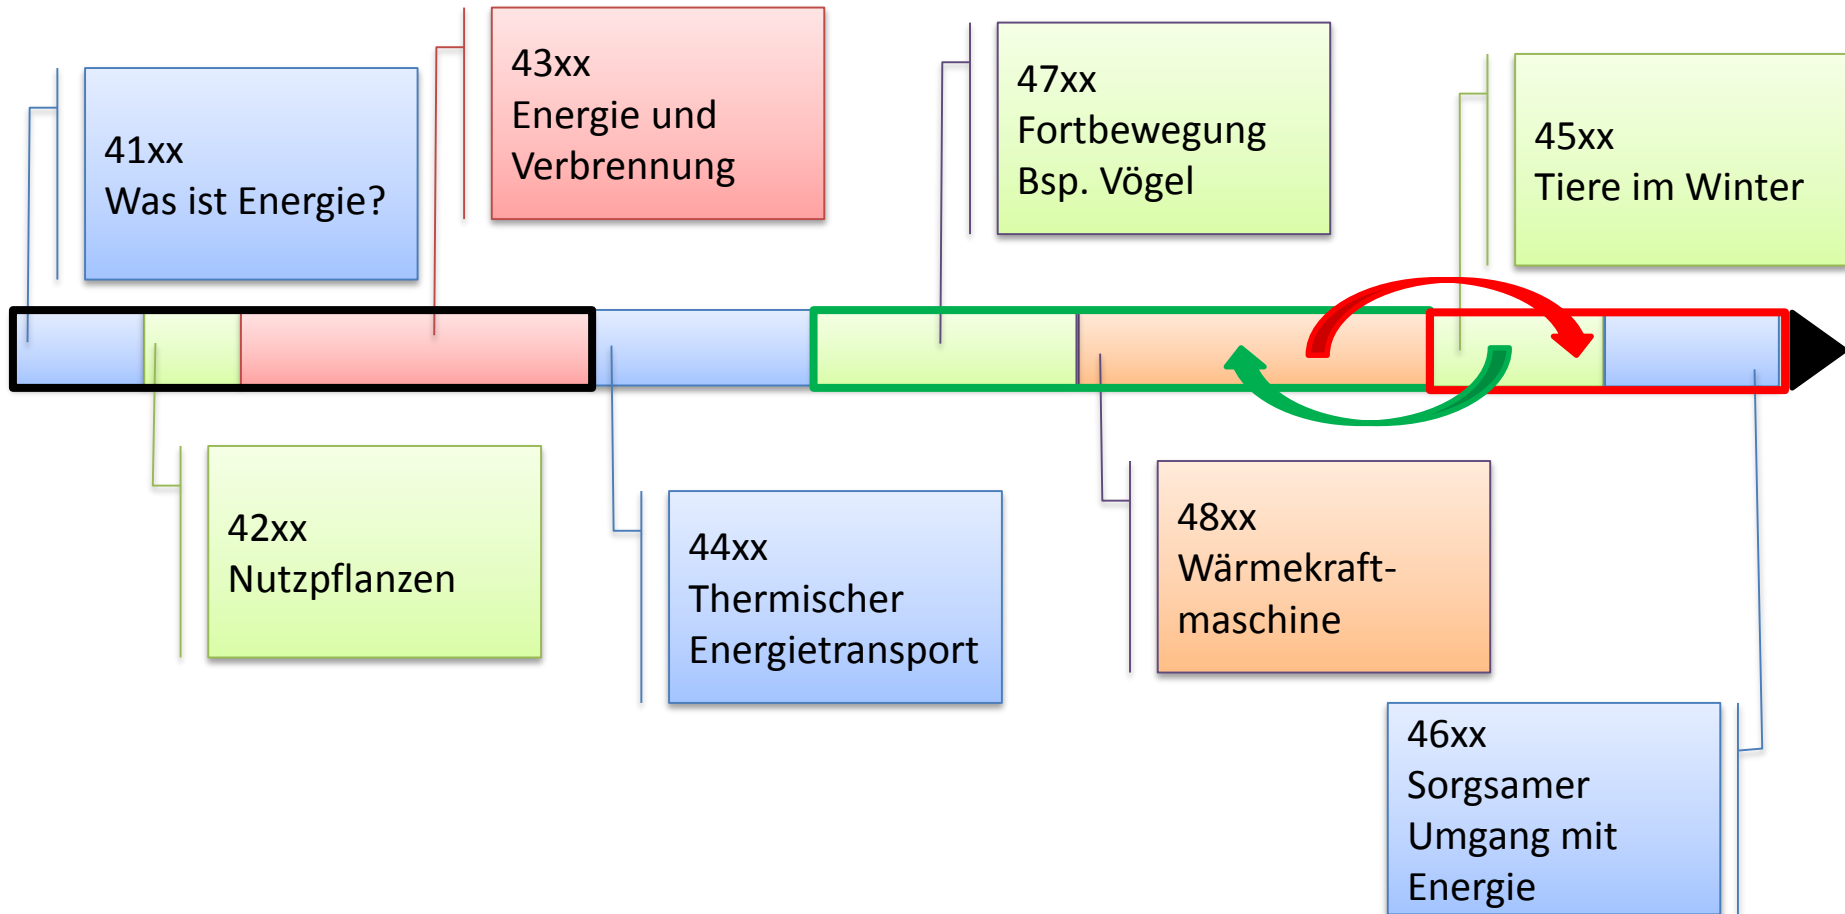 41xx
Was ist Energie?
43xx
Energie und
Verbrennung
47xx
Fortbewegung
Bsp. Vögel
45xx
Tiere im Winter
42xx
Nutzpflanzen
44xx
Thermischer
Energietransport
48xx
Wärmekraft-
maschine
46xx
Sorgsamer
Umgang mit
Energie